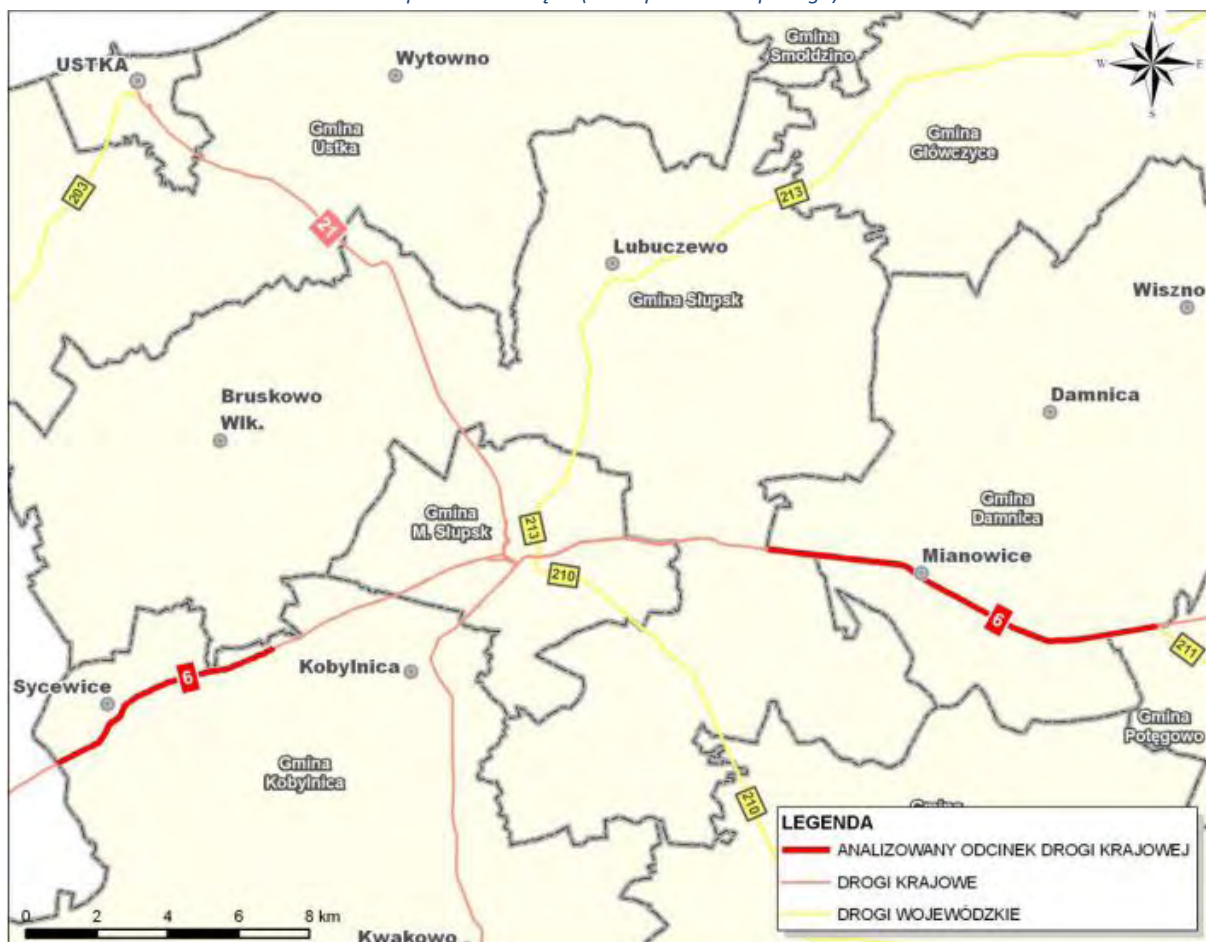 N
W
E
S
USTKA
Wytowno
Gmina
Smołdzino
Gmina
Ustka
Gmina
Główczyce
203
213
21
Lubuczewo
Gmina Słupsk
Wiszno
Bruskowo
Wlk.
Damnica
Gmina
M. Słupsk
213
Gmina
Damnica
210
Mianowice
6
211
Kobylnica
6
Sycewice
Gmina
Potęgowo
Gmina
Kobylnica
210
LEGENDA
ANALIZOWANY ODCINEK DROGI KRAJOWEJ
DROGI KRAJOWE
DROGI WOJEWÓDZKIE
0 2 4 6 8 km
Kwakowo